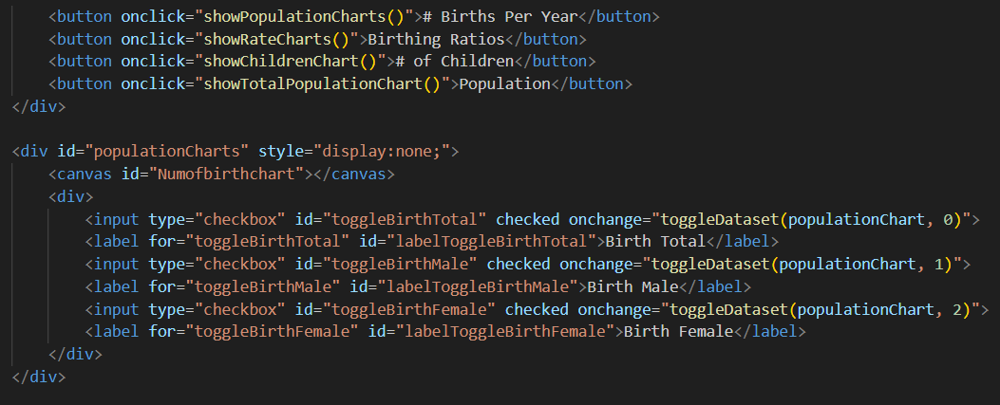 <button onclick="showPopulationCharts()"># Births Per Year</button>
<button onclick="showRateCharts()">Birthing Ratios</button>
<button onclick="showChildrenChart()"># of Children</button>
<button onclick="showTotalPopulationChart()">Population</button>
</div>
<div id="populationCharts" style="display:none;">
<canvas id="Numofbirthchart"></canvas>
<div>
<input type="checkbox" id="toggleBirthTotal" checked onchange="toggleDataset(populationChart, 0)">
<label for="toggleBirthTotal" id="labelToggleBirthTotal">Birth Total</label>
<input type="checkbox" id="toggleBirthMale" checked onchange="toggleDataset(populationChart, 1)">
<label for="toggleBirthMale" id="labelToggleBirthMale">Birth Male</label>
<input type="checkbox" id="toggleBirthFemale" checked onchange="toggleDataset(populationChart, 2)">
<label for="toggleBirthFemale" id="labelToggleBirthFemale">Birth Female</label>
</div>
</div>